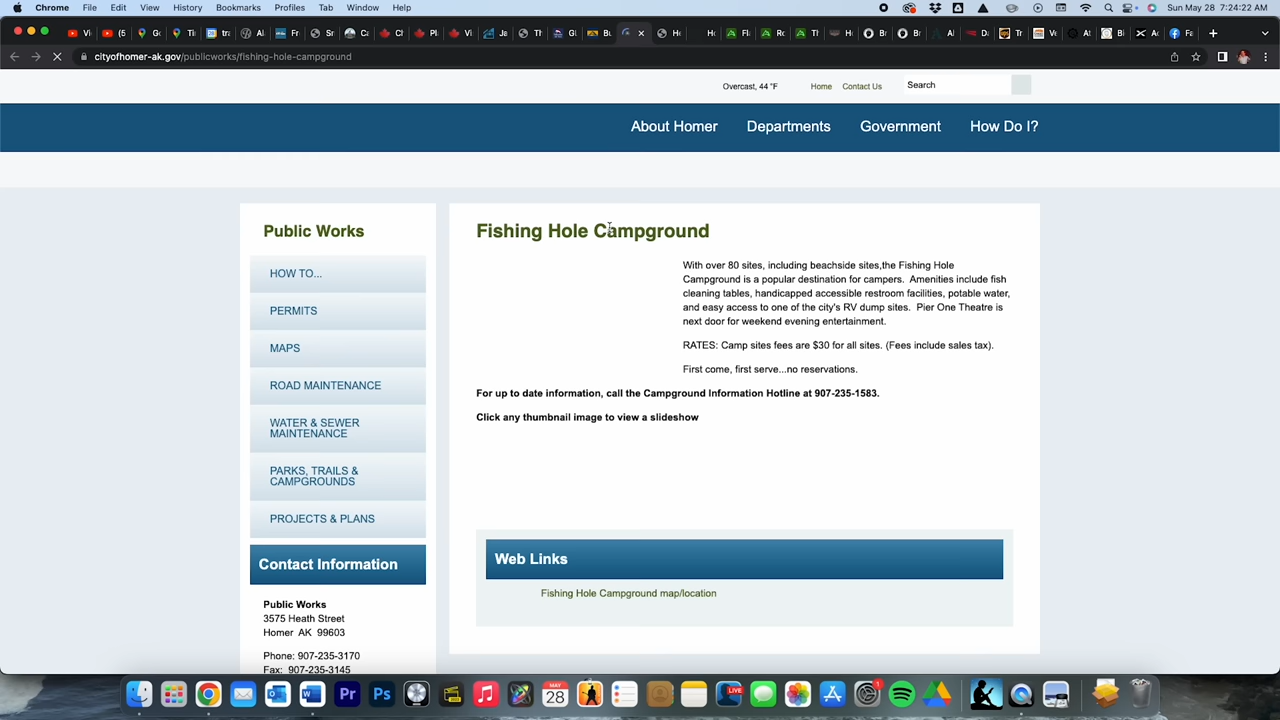 Chrome File Edit View History Bookmarks Profiles Tab Window Help Sun May 28 7:24:22 AM
cityofhomer-ak.gov/publicworks/fishing-hole-campground
Overcast, 44 °F Home Contact Us Search
About Homer Departments Government How Do I?
Public Works
HOW TO...
PERMITS
MAPS
ROAD MAINTENANCE
WATER & SEWER
MAINTENANCE
PARKS, TRAILS &
CAMPGROUNDS
PROJECTS & PLANS
Contact Information
Public Works
3575 Heath Street
Homer AK 99603
Phone: 907-235-3170
Fax: 907-235-3145
Fishing Hole Campground
With over 80 sites, including beachside sites,the Fishing Hole
Campground is a popular destination for campers. Amenities include fish
cleaning tables, handicapped accessible restroom facilities, potable water,
and easy access to one of the city's RV dump sites. Pier One Theatre is
next door for weekend evening entertainment.
RATES: Camp sites fees are $30 for all sites. (Fees include sales tax).
First come, first serve...no reservations.
For up to date information, call the Campground Information Hotline at 907-235-1583.
Click any thumbnail image to view a slideshow
Web Links
Fishing Hole Campground map/location